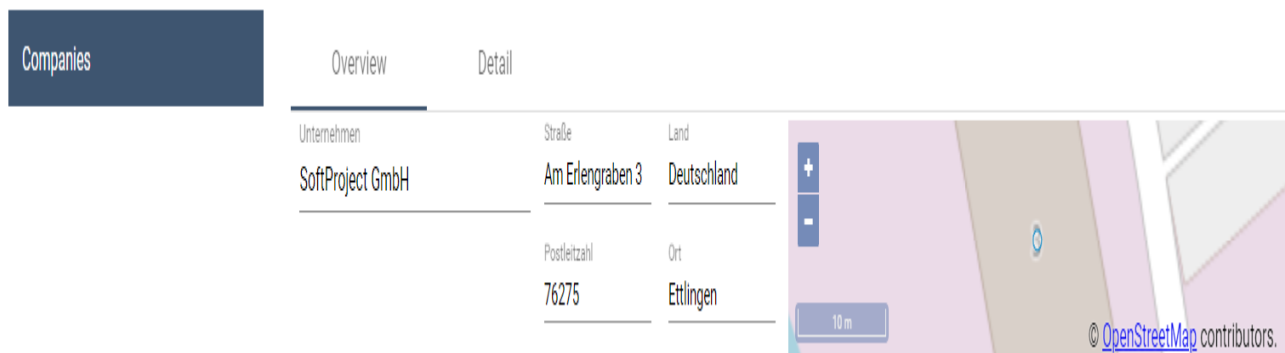 Companies
Overview
Detail
Unternehmen
SoftProject GmbH
Straße
Am Erlengraben 3
Land
Deutschland
Postleitzahl
76275
Ort
Ettlingen
+
-
10 m
© OpenStreetMap contributors.